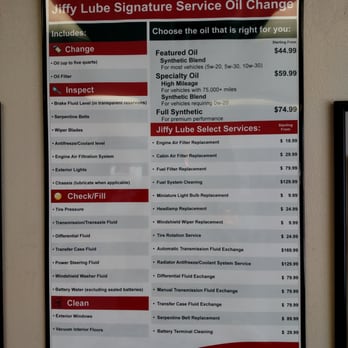 Jiffy Lube Signature Service Oil Change
Includes:
Change
Oil (up to five quarts)
Oil Filter
Inspect
Brake Fluid Level (in transparent reservoirs)
Serpentine Belts
Wiper Blades
Antifreeze/Coolant level
Engine Air Filtration System
Exterior Lights
Chassis (lubricate when applicable)
Check/Fill
Tire Pressure
Transmission/Transaxle Fluid
Differential Fluid
Transfer Case Fluid
Power Steering Fluid
Windshield Washer Fluid
Battery Water (excluding sealed batteries)
Clean
Exterior Windows
Vacuum Interior Floors
Choose the oil that is right for you:
Starting From
Featured Oil $44.99
Synthetic Blend
For most vehicles (5w-20, 5w-30, 10w-30)
Specialty Oil $59.99
High Mileage
For vehicles with 75,000+ miles
Synthetic Blend
For vehicles requiring 0w-20
Full Synthetic $74.99
For premium performance
Jiffy Lube Select Services: Starting From
Engine Air Filter Replacement $ 19.99
Cabin Air Filter Replacement $ 29.99
Fuel Filter Replacement $ 79.99
Fuel System Cleaning $129.99
Miniature Light Bulb Replacement $ 9.99
Headlamp Replacement $ 24.99
Windshield Wiper Replacement $ 9.99
Tire Rotation Service $ 24.99
Automatic Transmission Fluid Exchange $169.99
Radiator Antifreeze/Coolant System Service $129.99
Differential Fluid Exchange $ 79.99
Manual Transmission Fluid Exchange $ 79.99
Transfer Case Fluid Exchange $ 79.99
Serpentine Belt Replacement $ 89.99
Battery Terminal Cleaning $ 29.99